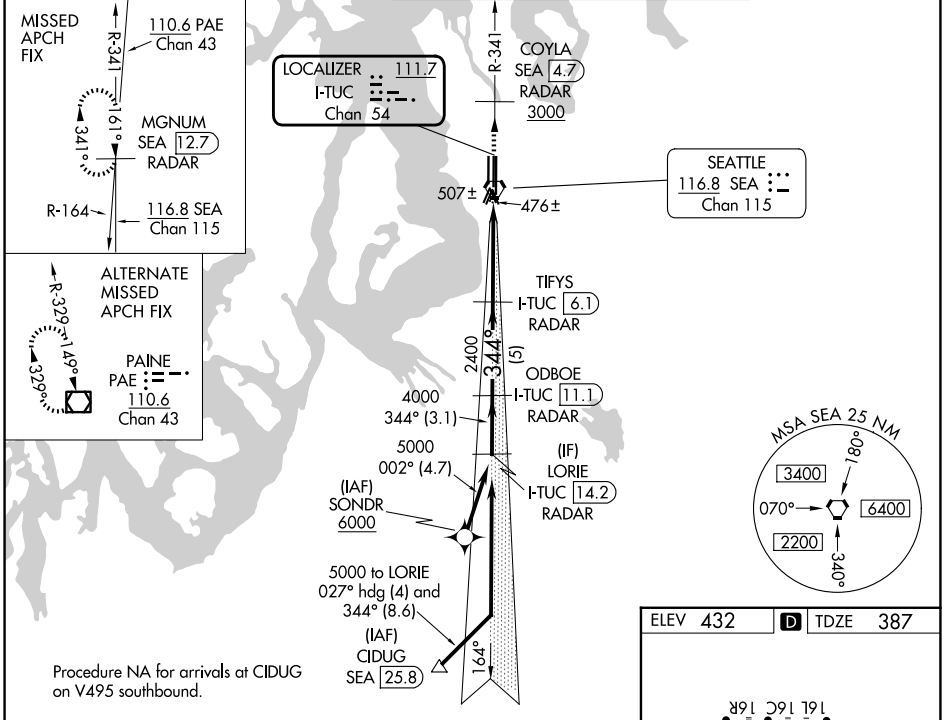 MISSED
APCH
FIX
110.6 PAE
Chan 43
R-341
341°
161°
MGNUM
SEA 12.7
RADAR
R-164
116.8 SEA
Chan 115
ALTERNATE
MISSED
APCH FIX
R-329
149°
329°
PAINE
PAE
110.6
Chan 43
LOCALIZER 111.7
I-TUC
Chan 54
R-341
COYLA
SEA 4.7
RADAR
3000
SEATTLE
116.8 SEA
Chan 115
507±
476±
TIFYS
I-TUC 6.1
RADAR
2400
344°
(5)
ODBOE
I-TUC 11.1
RADAR
4000
344° (3.1)
5000
002° (4.7)
(IF)
LORIE
I-TUC 14.2
RADAR
(IAF)
SONDR
6000
5000 to LORIE
027° hdg (4) and
344° (8.6)
(IAF)
CIDUG
SEA 25.8
164°
Procedure NA for arrivals at CIDUG
on V495 southbound.
MSA SEA 25 NM
180°
3400
070°
6400
2200
340°
ELEV 432 D TDZE 387
16R 16C 16L